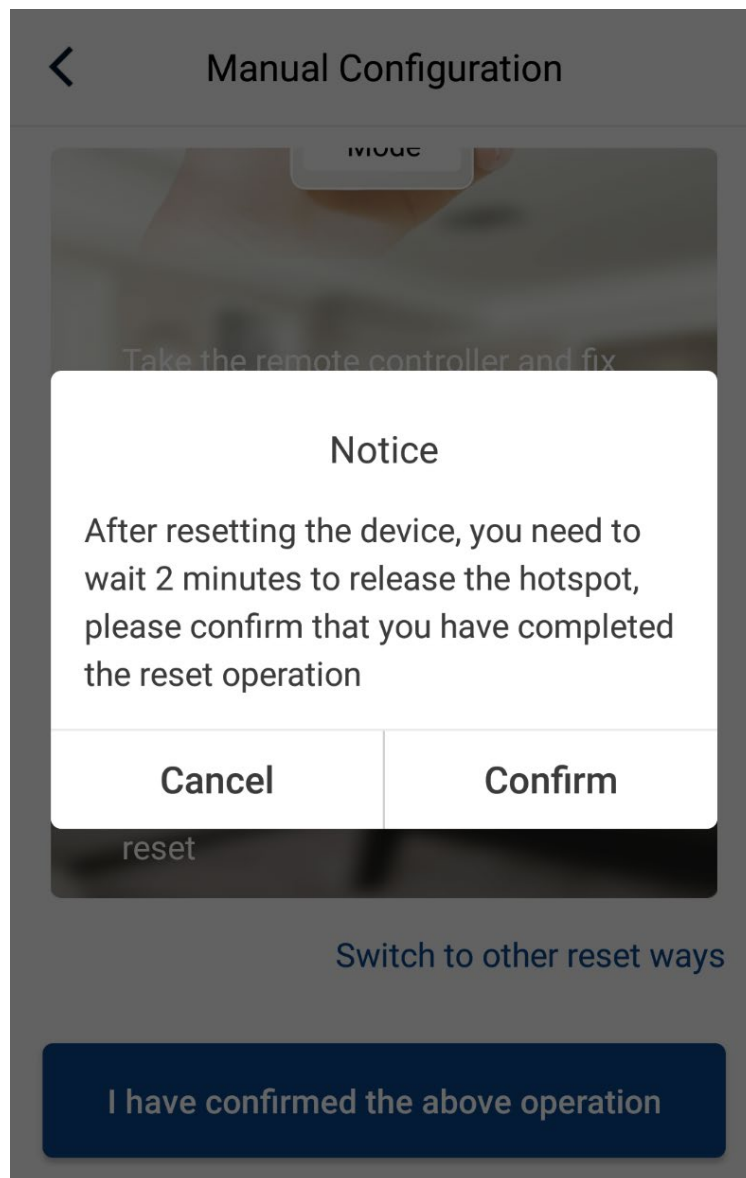 Manual Configuration
Mode
Take the remote controller and fix
Notice
After resetting the device, you need to
wait 2 minutes to release the hotspot,
please confirm that you have completed
the reset operation
Cancel
Confirm
reset
Switch to other reset ways
I have confirmed the above operation